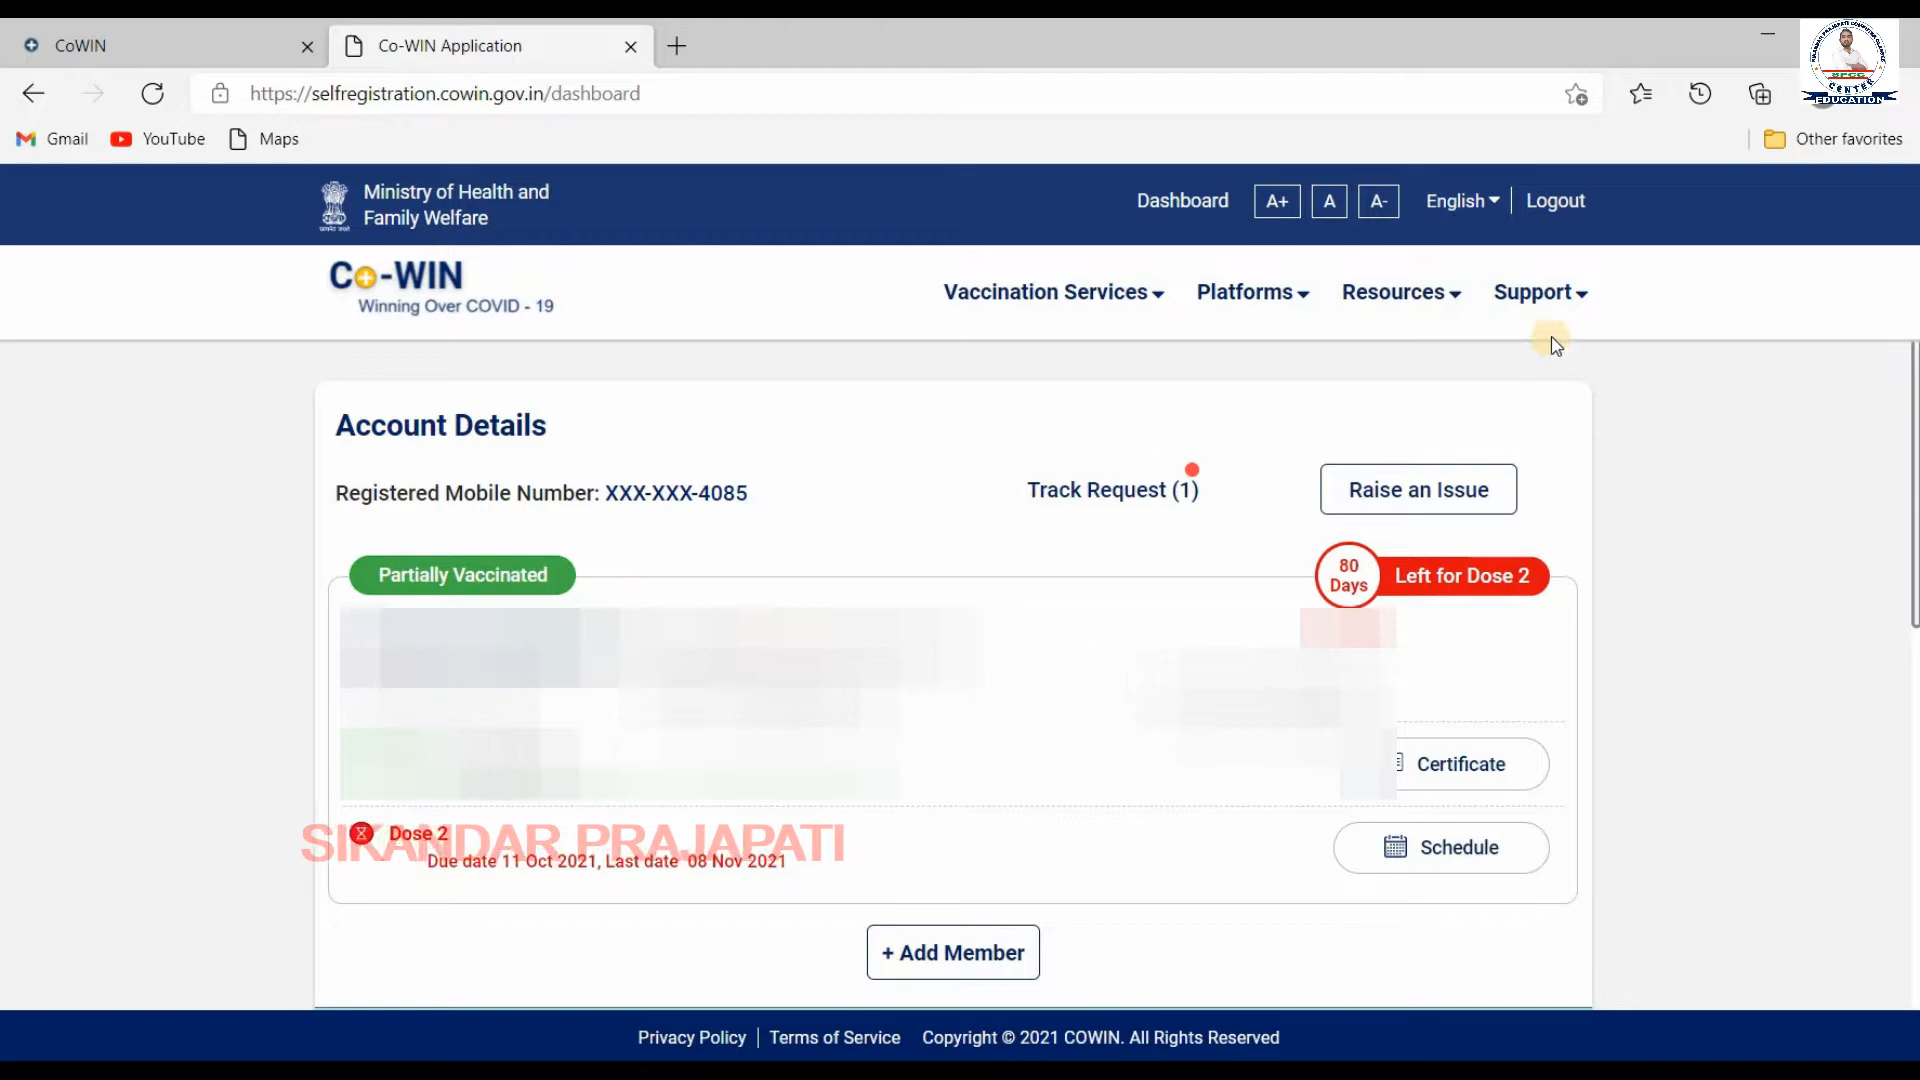 CoWIN
Co-WIN Application
https://selfregistration.cowin.gov.in/dashboard
Gmail
YouTube
Maps
Other favorites
SPCC
CENTER
EDUCATION
Ministry of Health and
Family Welfare
Dashboard
A+
A
A-
English
Logout
Co-WIN
Winning Over COVID - 19
Vaccination Services
Platforms
Resources
Support
Account Details
Registered Mobile Number: XXX-XXX-4085
Track Request (1)
Raise an Issue
Partially Vaccinated
80
Days
Left for Dose 2
Certificate
SIKANDAR PRAJAPATI
Dose 2
Due date 11 Oct 2021, Last date 08 Nov 2021
Schedule
+ Add Member
Privacy Policy
Terms of Service
Copyright © 2021 COWIN. All Rights Reserved